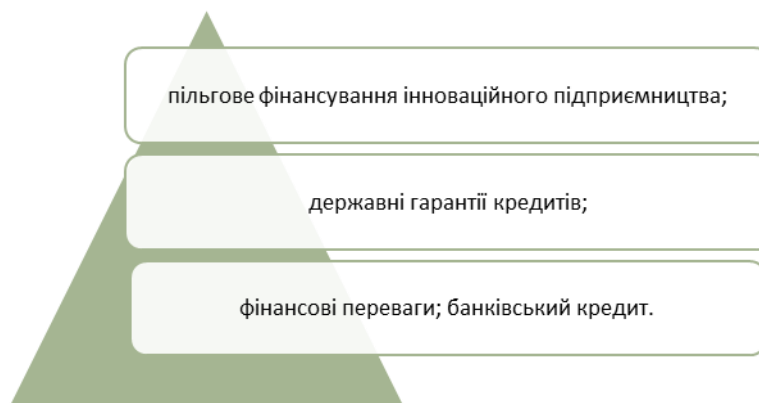 пільгове фінансування інноваційного підприємництва;
державні гарантії кредитів;
фінансові переваги; банківський кредит.